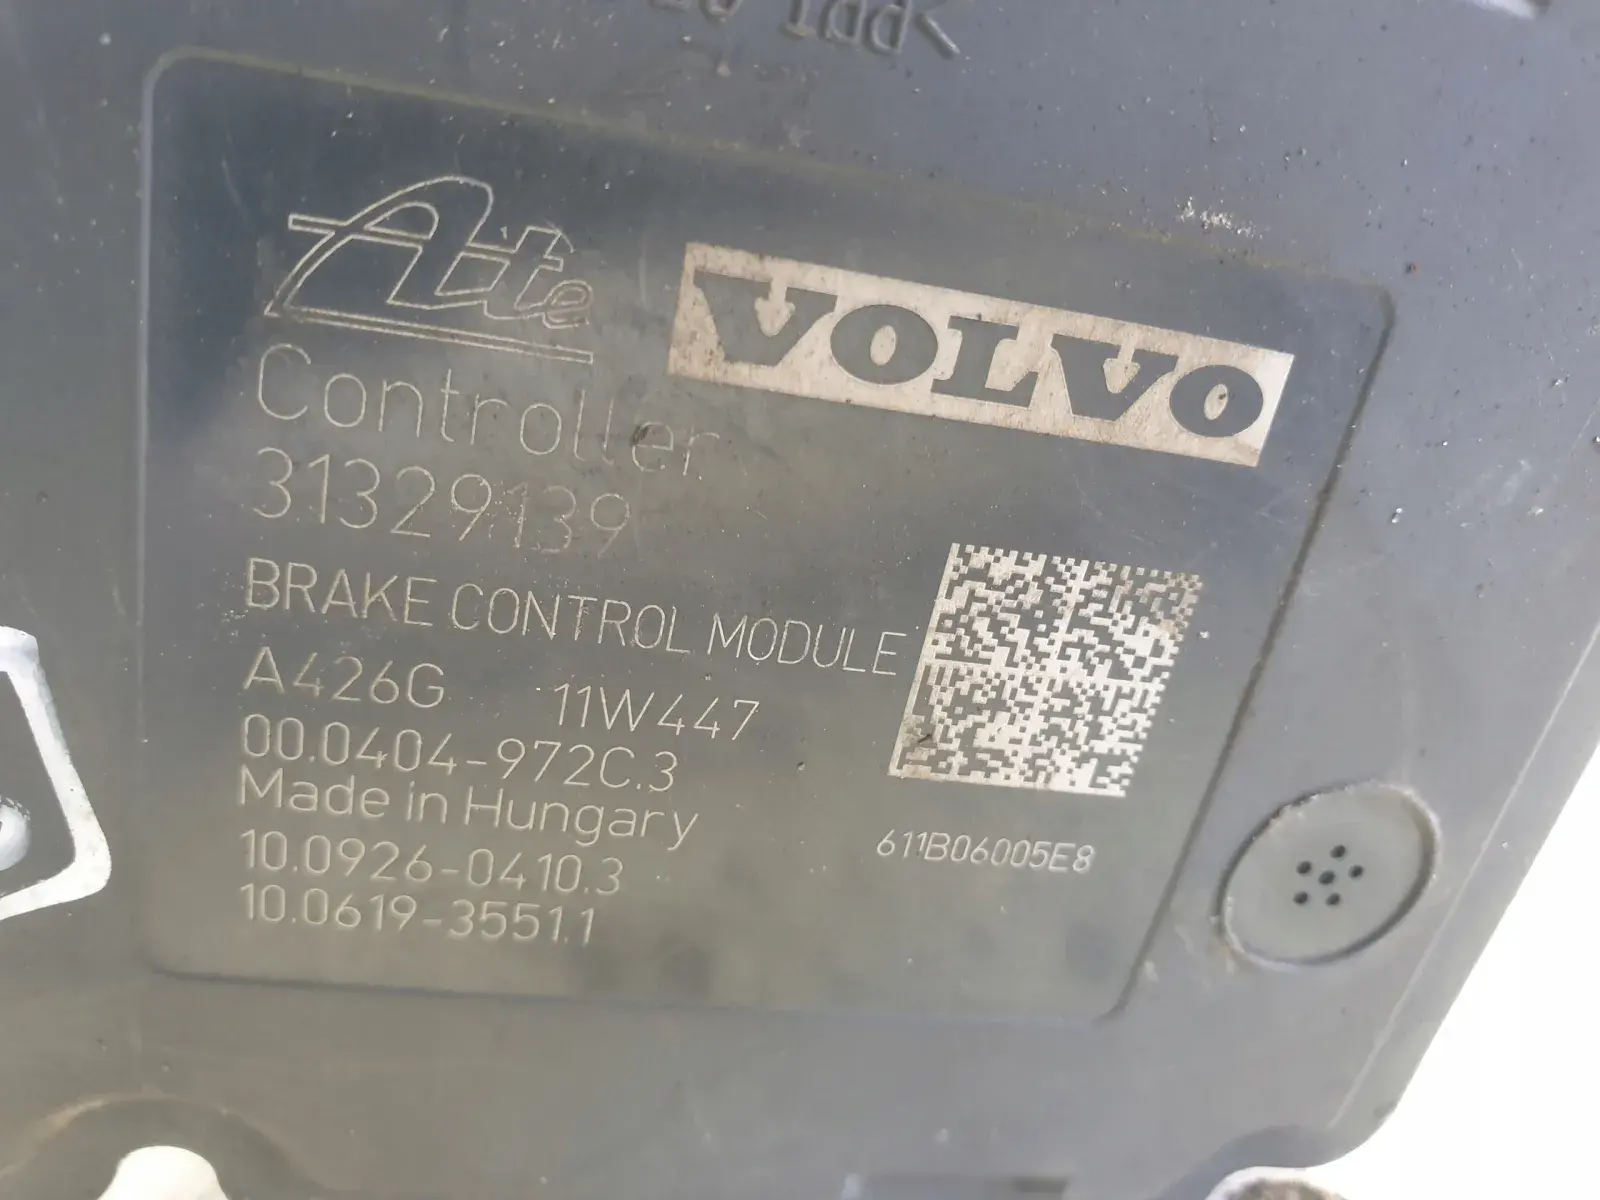 Ate
VOLVO
Controller
31329139
BRAKE CONTROL MODULE
A426G 11W447
00.0404-972C.3
Made in Hungary
10.0926-0410.3
10.0619-3551.1
611B06005E8